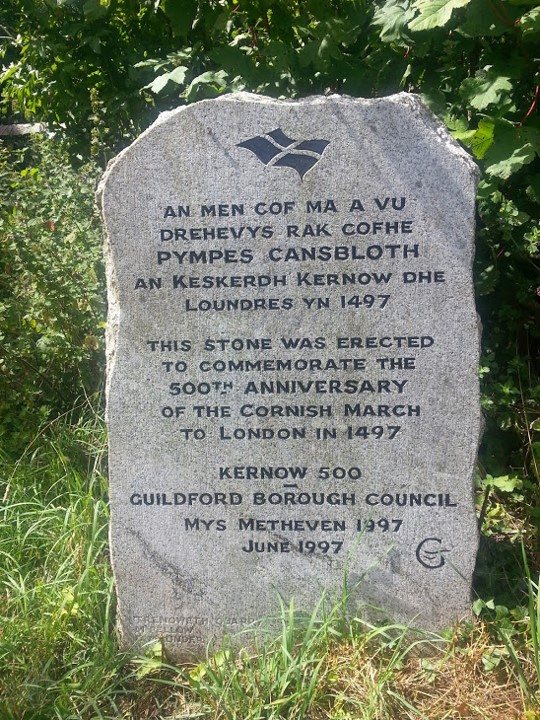 AN MEN COF MA A VU
DREHEVYS RAK COFHE
PYMPES CANSBLOTH
AN KESKERDH KERNOW DHE
LOUNDRES YN 1497
THIS STONE WAS ERECTED
TO COMMEMORATE THE
500TH ANNIVERSARY
OF THE CORNISH MARCH
TO LONDON IN 1497
KERNOW 500
GUILDFORD BOROUGH COUNCIL
MYS METHEVEN 1997
JUNE 1997
TRENOWETH